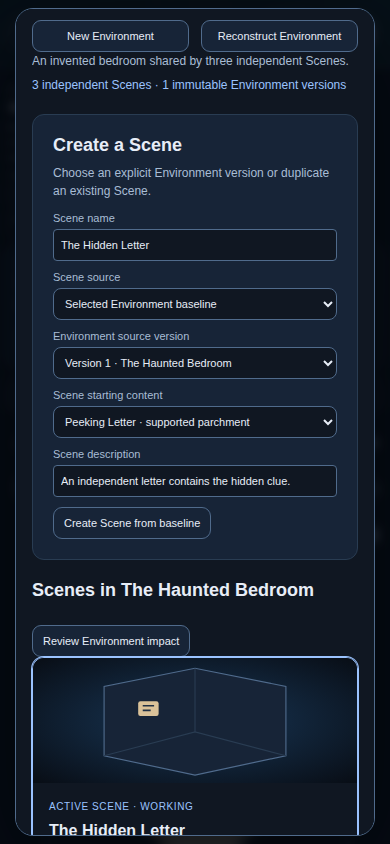 New Environment
Reconstruct Environment
An invented bedroom shared by three independent Scenes.
3 independent Scenes · 1 immutable Environment versions
Create a Scene
Choose an explicit Environment version or duplicate
an existing Scene.
Scene name
The Hidden Letter
Scene source
Selected Environment baseline
Environment source version
Version 1 · The Haunted Bedroom
Scene starting content
Peeking Letter · supported parchment
Scene description
An independent letter contains the hidden clue.
Create Scene from baseline
Scenes in The Haunted Bedroom
Review Environment impact
ACTIVE SCENE · WORKING
The Hidden Letter